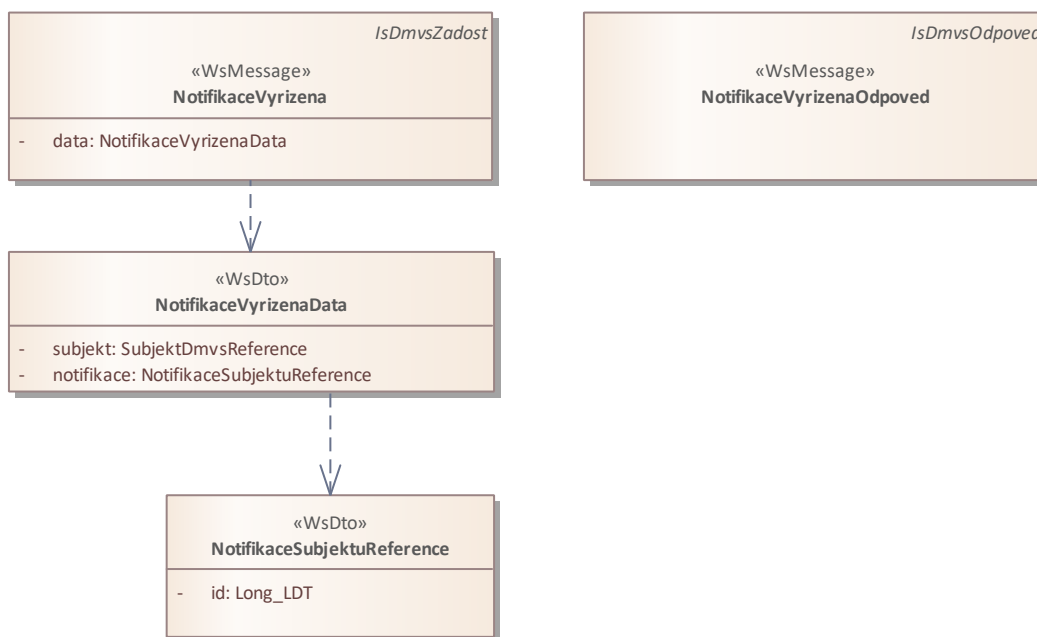 IsDmvsZadost
«WsMessage»
NotifikaceVyrizena
- data: NotifikaceVyrizenaData
IsDmvsOdpoved
«WsMessage»
NotifikaceVyrizenaOdpoved
«WsDto»
NotifikaceVyrizenaData
- subjekt: SubjektDmvsReference
- notifikace: NotifikaceSubjektuReference
«WsDto»
NotifikaceSubjektuReference
- id: Long_LDT